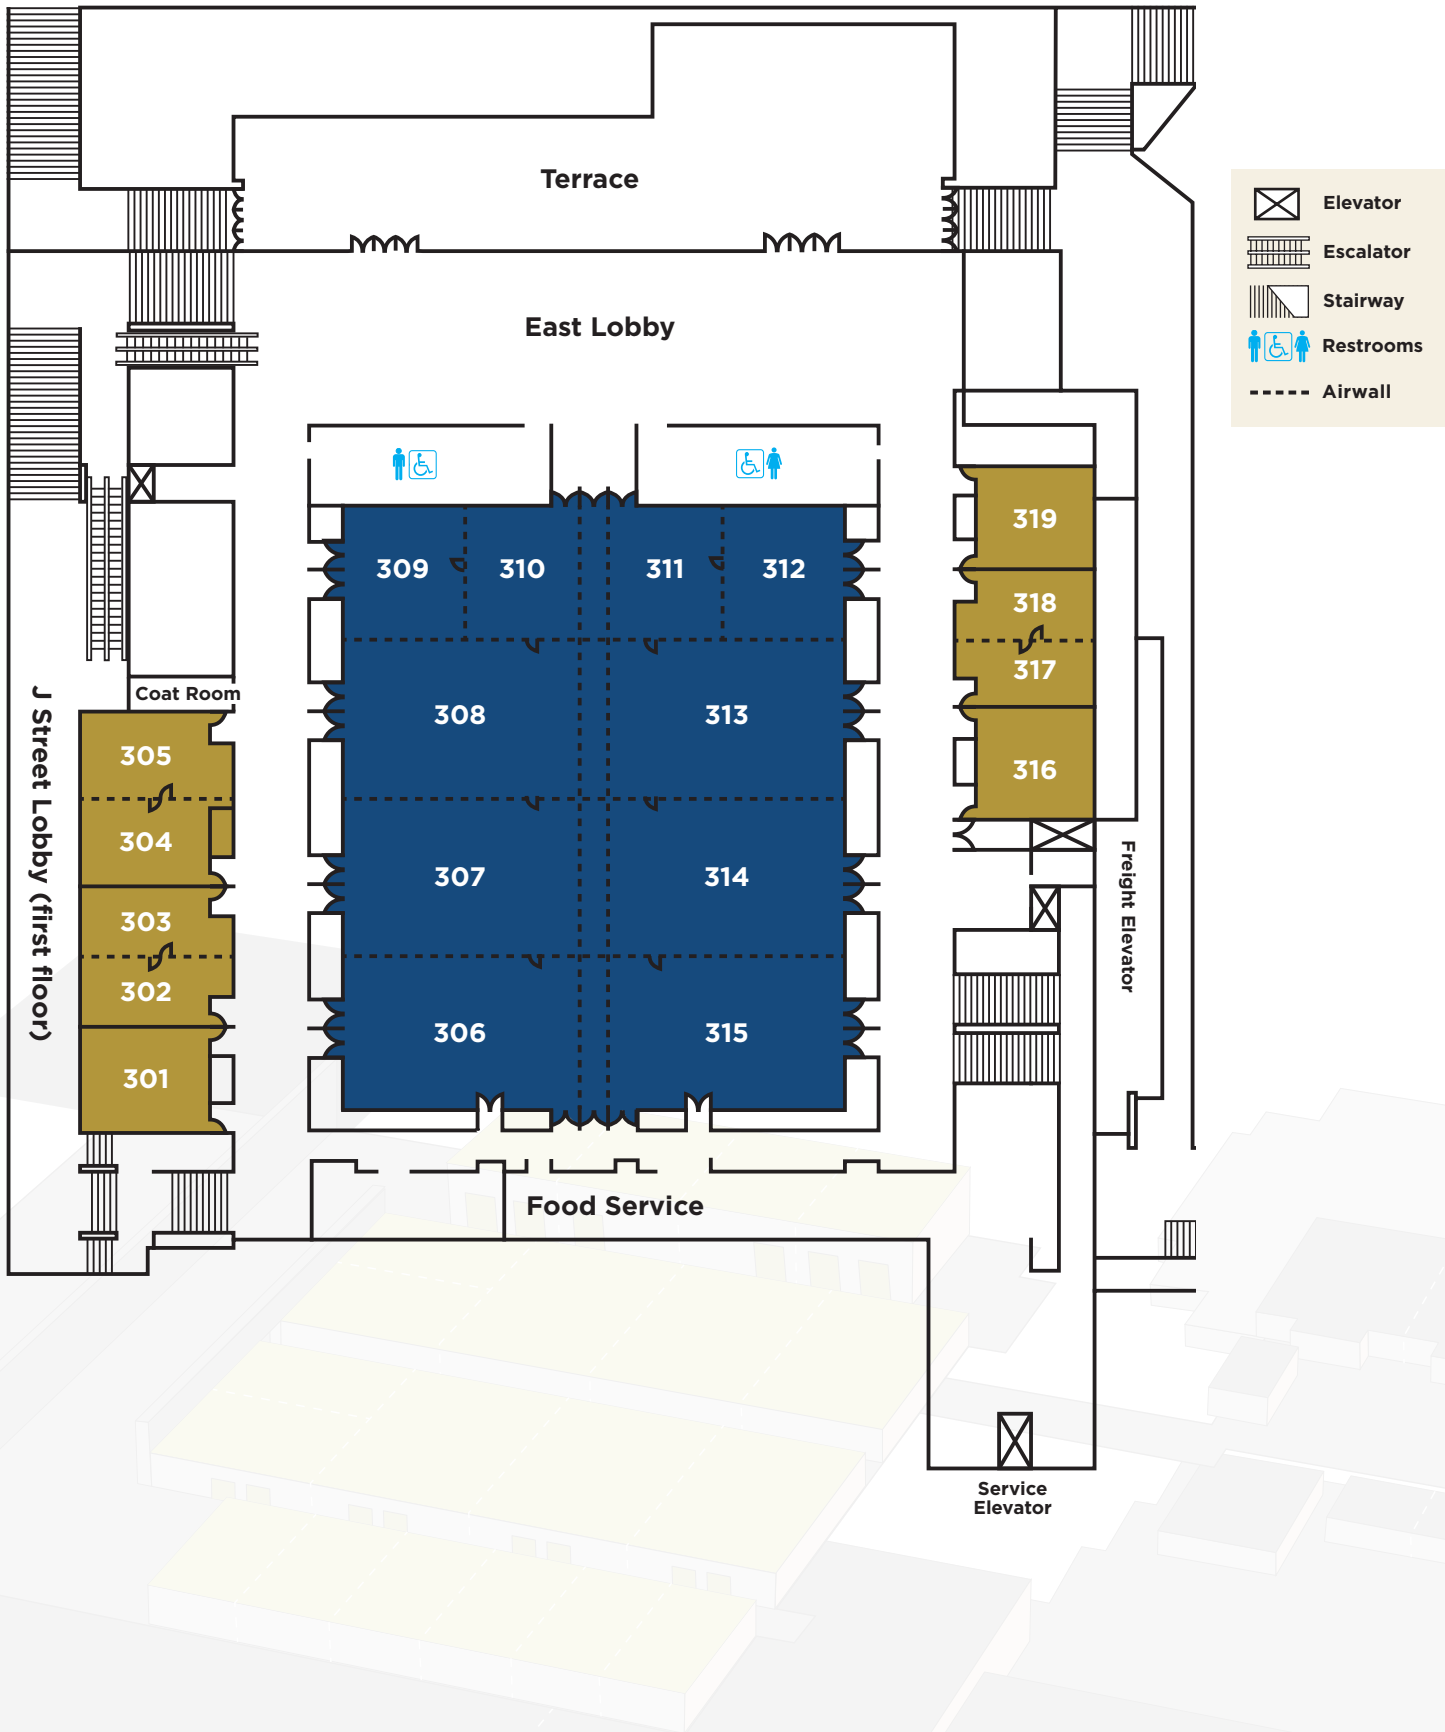 Terrace
Elevator
Escalator
Stairway
Restrooms
Airwall
East Lobby
309
310
311
312
319
318
317
316
308
313
Coat Room
305
304
303
302
301
J Street Lobby (first floor)
307
314
306
315
Freight Elevator
Food Service
Service
Elevator